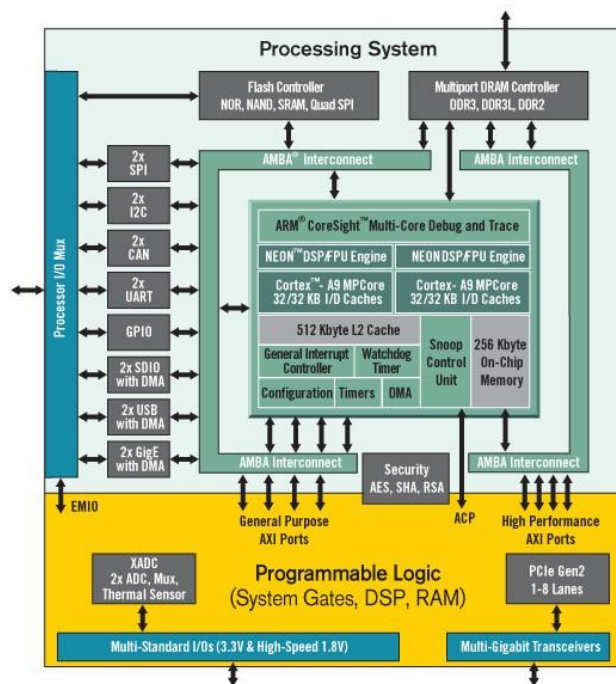 Processing System
Flash Controller
NOR, NAND, SRAM, Quad SPI
Multiport DRAM Controller
DDR3, DDR3L, DDR2
Processor I/O Mux
2x
SPI
2x
I2C
2x
CAN
2x
UART
GPIO
2x SDIO
with DMA
2x USB
with DMA
2x GigE
with DMA
AMBA® Interconnect
AMBA Interconnect
ARM® CoreSight™ Multi-Core Debug and Trace
NEON™ DSP/FPU Engine
NEON DSP/FPU Engine
Cortex™- A9 MPCore
32/32 KB I/D Caches
Cortex- A9 MPCore
32/32 KB I/D Caches
512 Kbyte L2 Cache
General Interrupt
Controller
Watchdog
Timer
Configuration
Timers
DMA
Snoop
Control
Unit
256 Kbyte
On-Chip
Memory
AMBA Interconnect
AMBA Interconnect
Security
AES, SHA, RSA
EMIO
General Purpose
AXI Ports
ACP
High Performance
AXI Ports
XADC
2x ADC, Mux,
Thermal Sensor
Programmable Logic
(System Gates, DSP, RAM)
PCIe Gen2
1-8 Lanes
Multi-Standard I/Os (3.3V & High-Speed 1.8V)
Multi-Gigabit Transceivers